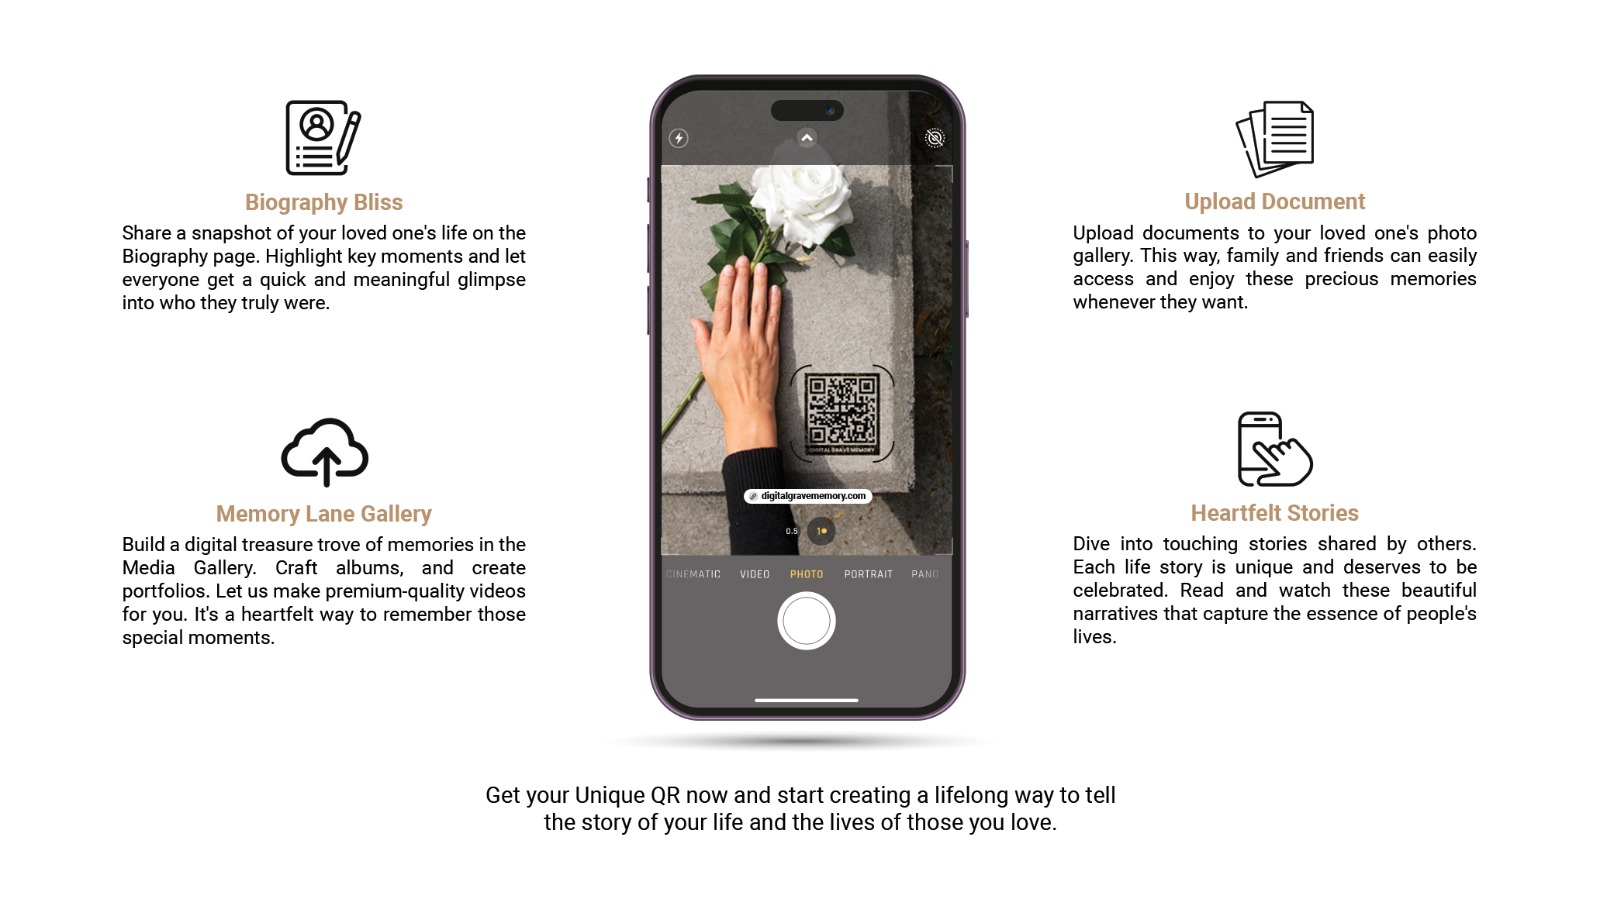 Biography Bliss
Share a snapshot of your loved one's life on the
Biography page. Highlight key moments and let
everyone get a quick and meaningful glimpse
into who they truly were.
Memory Lane Gallery
Build a digital treasure trove of memories in the
Media Gallery. Craft albums, and create
portfolios. Let us make premium-quality videos
for you. It's a heartfelt way to remember those
special moments.
DIGITAL GRAVE MEMORY
digitalgravememory.com
0.5 1
CINEMATIC VIDEO PHOTO PORTRAIT PANO
Upload Document
Upload documents to your loved one's photo
gallery. This way, family and friends can easily
access and enjoy these precious memories
whenever they want.
Heartfelt Stories
Dive into touching stories shared by others.
Each life story is unique and deserves to be
celebrated. Read and watch these beautiful
narratives that capture the essence of people's
lives.
Get your Unique QR now and start creating a lifelong way to tell
the story of your life and the lives of those you love.